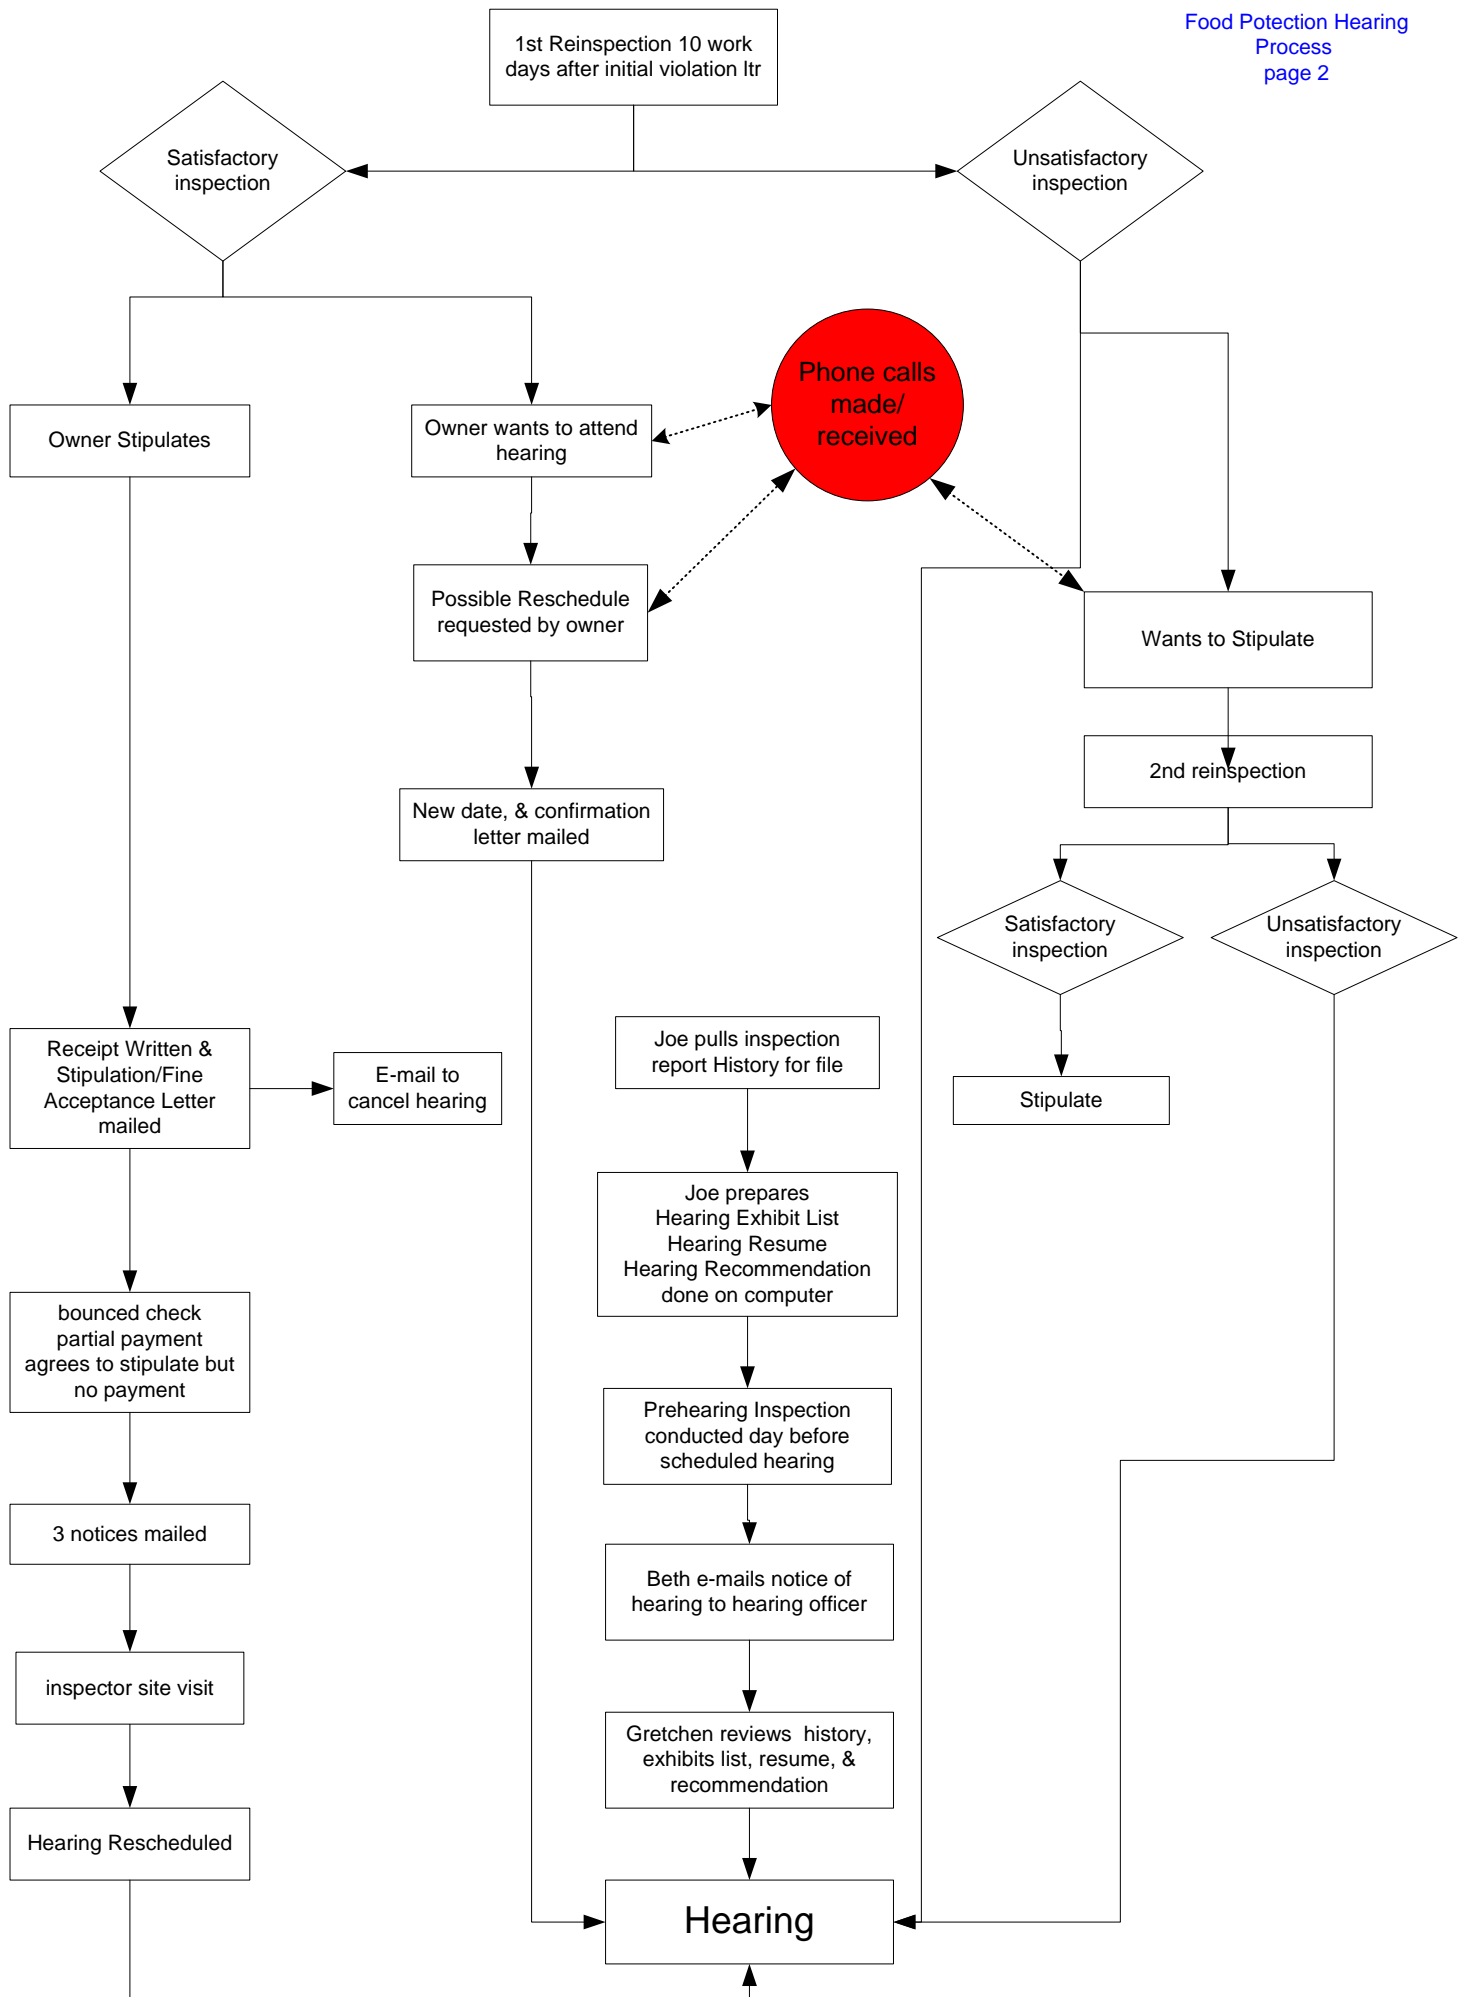 Food Potection Hearing
Process
page 2
1st Reinspection 10 work
days after initial violation ltr
Satisfactory
inspection
Unsatisfactory
inspection
Phone calls
made/
received
Owner Stipulates
Owner wants to attend
hearing
Possible Reschedule
requested by owner
Wants to Stipulate
2nd reinspection
New date, & confirmation
letter mailed
Satisfactory
inspection
Unsatisfactory
inspection
Receipt Written &
Stipulation/Fine
Acceptance Letter
mailed
E-mail to
cancel hearing
Joe pulls inspection
report History for file
Stipulate
Joe prepares
Hearing Exhibit List
Hearing Resume
Hearing Recommendation
done on computer
bounced check
partial payment
agrees to stipulate but
no payment
Prehearing Inspection
conducted day before
scheduled hearing
3 notices mailed
Beth e-mails notice of
hearing to hearing officer
inspector site visit
Gretchen reviews  history,
exhibits list, resume, &
recommendation
Hearing Rescheduled
Hearing